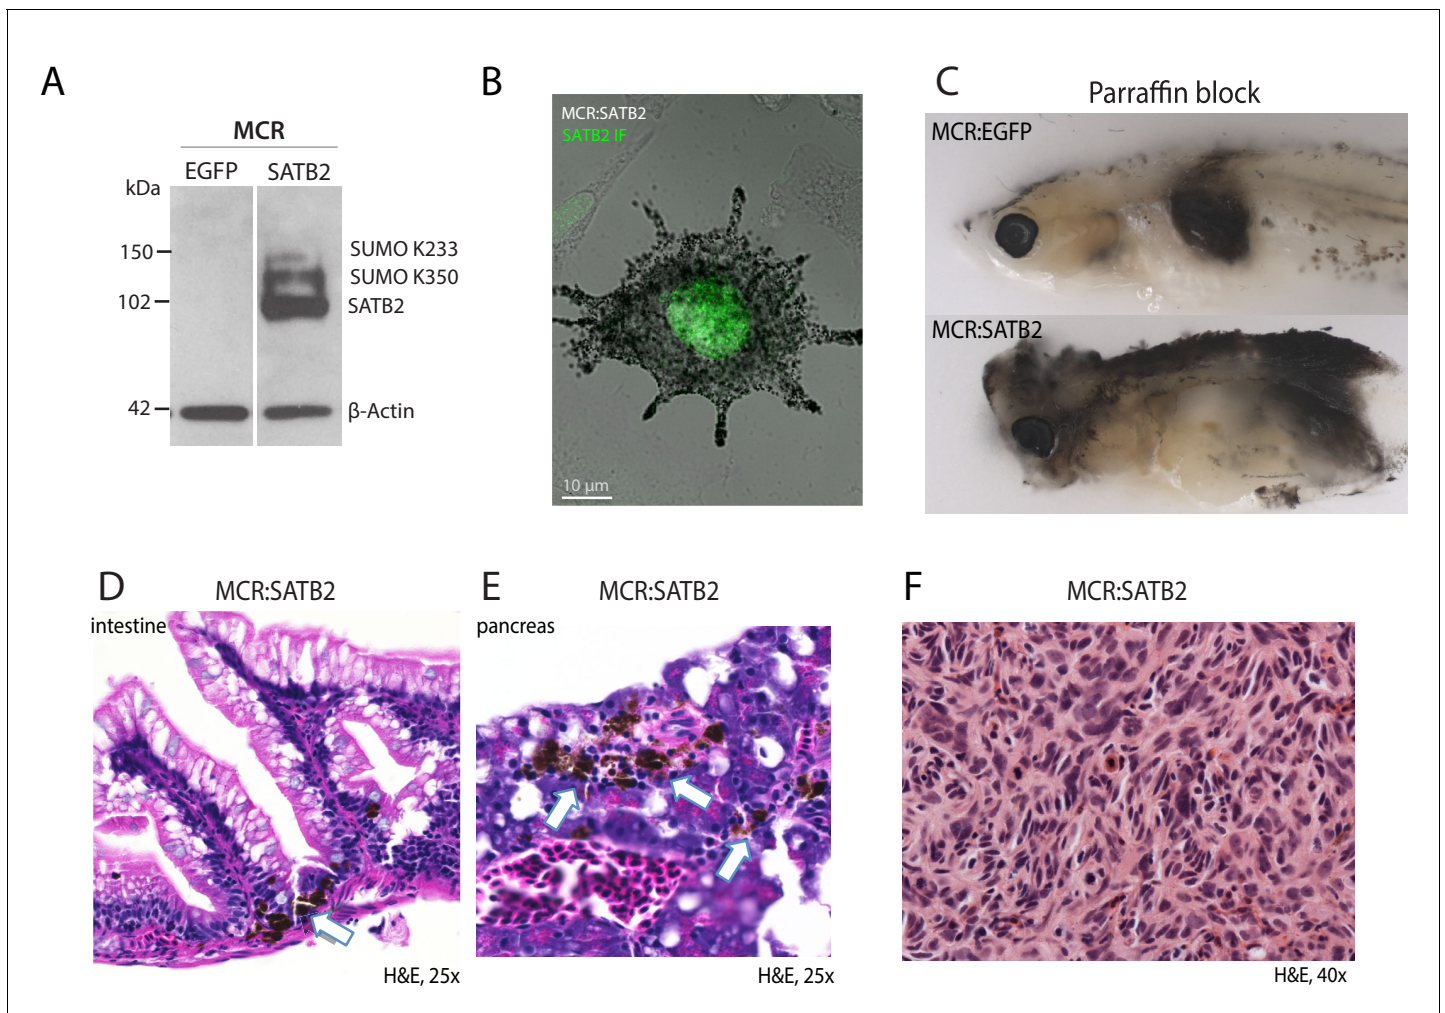 A
MCR
EGFP SATB2
kDa
150
102
42
SUMO K233
SUMO K350
SATB2
β-Actin
B
MCR:SATB2
SATB2 IF
10 μm
C
Parraffin block
MCR:EGFP
MCR:SATB2
D
MCR:SATB2
intestine
H&E, 25x
E
MCR:SATB2
pancreas
H&E, 25x
F
MCR:SATB2
H&E, 40x